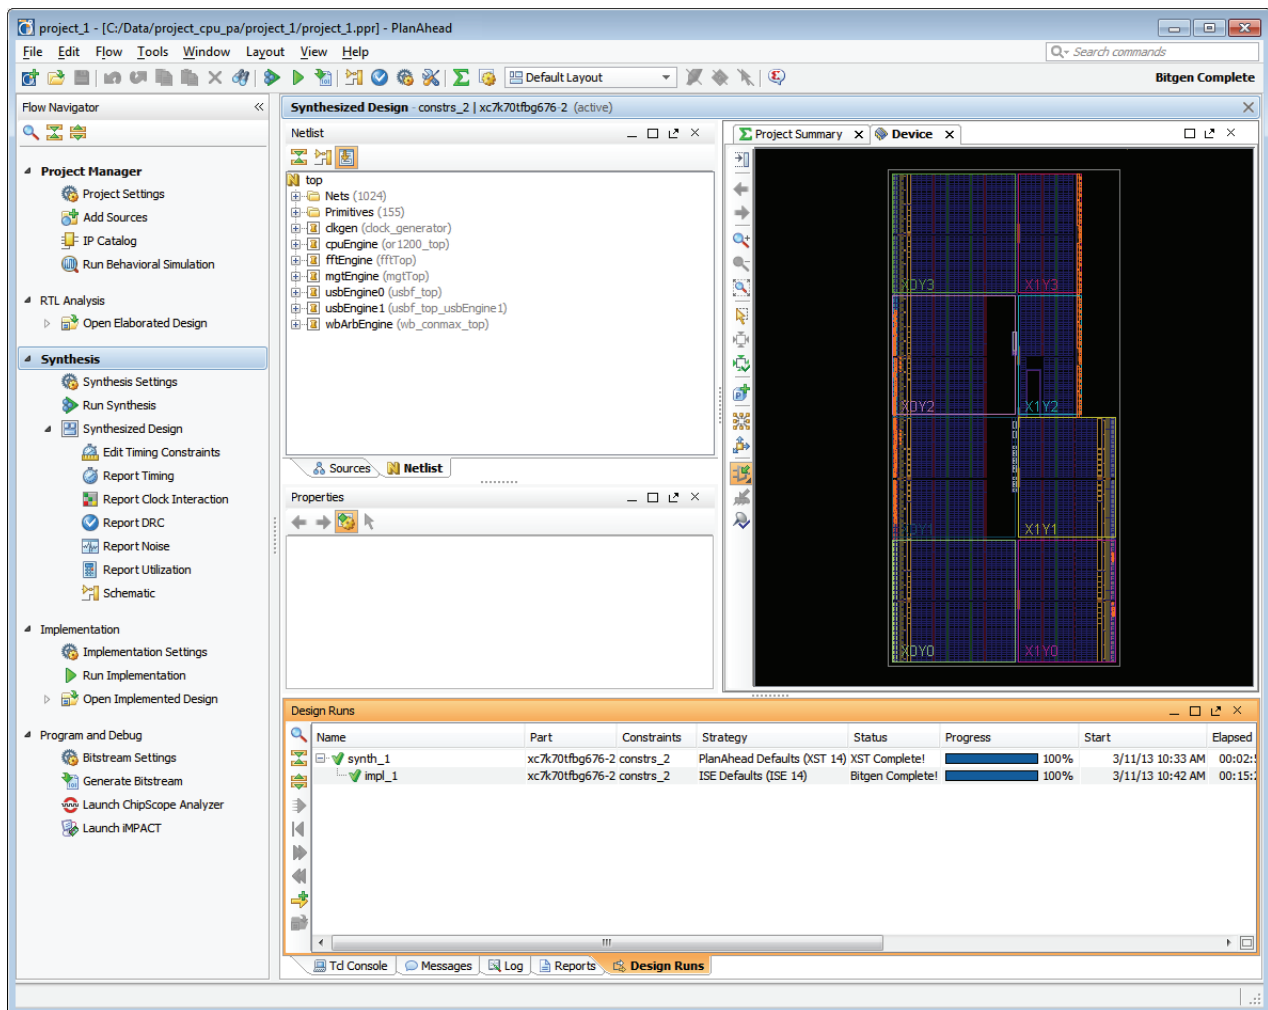 project_1 - [C:/Data/project_cpu_pa/project_1/project_1.ppr] - PlanAhead
File Edit Flow Tools Window Layout View Help
Search commands
Default Layout
Bitgen Complete
Flow Navigator
Project Manager
Project Settings
Add Sources
IP Catalog
Run Behavioral Simulation
RTL Analysis
Open Elaborated Design
Synthesis
Synthesis Settings
Run Synthesis
Synthesized Design
Edit Timing Constraints
Report Timing
Report Clock Interaction
Report DRC
Report Noise
Report Utilization
Schematic
Implementation
Implementation Settings
Run Implementation
Open Implemented Design
Program and Debug
Bitstream Settings
Generate Bitstream
Launch ChipScope Analyzer
Launch iMPACT
Synthesized Design - constrs_2 | xc7k70tfbg676-2 (active)
Netlist
top
Nets (1024)
Primitives (155)
clkgen (clock_generator)
cpuEngine (or1200_top)
fftEngine (fftTop)
mgtEngine (mgtTop)
usbEngine0 (usbf_top)
usbEngine1 (usbf_top_usbEngine1)
wbArbEngine (wb_conmax_top)
Sources Netlist
Properties
Project Summary Device
X0Y3 X1Y3
X0Y2 X1Y2
X0Y1 X1Y1
X0Y0 X1Y0
Design Runs
Name Part Constraints Strategy Status Progress Start Elapsed
synth_1 xc7k70tfbg676-2 constrs_2 PlanAhead Defaults (XST 14) XST Complete! 100% 3/11/13 10:33 AM 00:02:
impl_1 xc7k70tfbg676-2 constrs_2 ISE Defaults (ISE 14) Bitgen Complete! 100% 3/11/13 10:42 AM 00:15:
Tcl Console Messages Log Reports Design Runs